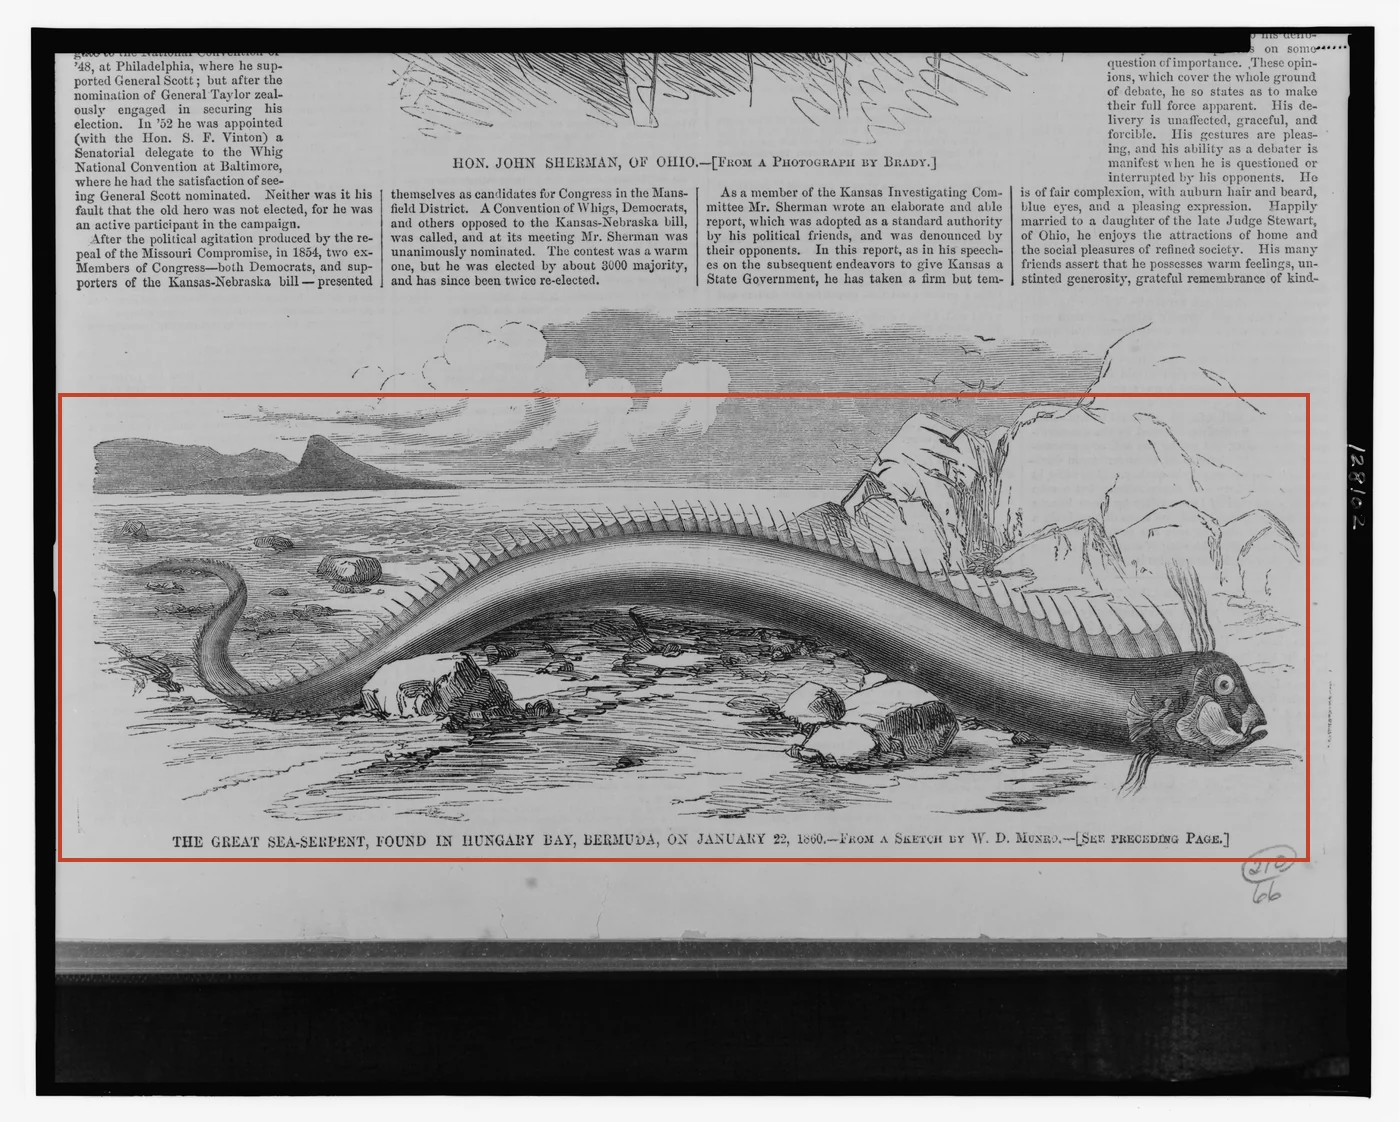 '48, at Philadelphia, where he sup-
ported General Scott; but after the
nomination of General Taylor zeal-
ously engaged in securing his
election. In '52 he was appointed
(with the Hon. S. F. Vinton) a
Senatorial delegate to the Whig
National Convention at Baltimore,
where he had the satisfaction of see-
ing General Scott nominated. Neither was it his
fault that the old hero was not elected, for he was
an active participant in the campaign.
After the political agitation produced by the re-
peal of the Missouri Compromise, in 1854, two ex-
Members of Congress—both Democrats, and sup-
porters of the Kansas-Nebraska bill—presented
HON. JOHN SHERMAN, OF OHIO.—[From a Photograph by Brady.]
themselves as candidates for Congress in the Mans-
field District. A Convention of Whigs, Democrats,
and others opposed to the Kansas-Nebraska bill,
was called, and at its meeting Mr. Sherman was
unanimously nominated. The contest was a warm
one, but he was elected by about 3000 majority,
and has since been twice re-elected.
As a member of the Kansas Investigating Com-
mittee Mr. Sherman wrote an elaborate and able
report, which was adopted as a standard authority
by his political friends, and was denounced by
their opponents. In this report, as in his speech-
es on the subsequent endeavors to give Kansas a
State Government, he has taken a firm but tem-
s on some
question of importance. These opin-
ions, which cover the whole ground
of debate, he so states as to make
their full force apparent. His de-
livery is unaffected, graceful, and
forcible. His gestures are pleas-
ing, and his ability as a debater is
manifest when he is questioned or
interrupted by his opponents. He
is of fair complexion, with auburn hair and beard,
blue eyes, and a pleasing expression. Happily
married to a daughter of the late Judge Stewart,
of Ohio, he enjoys the attractions of home and
the social pleasures of refined society. His many
friends assert that he possesses warm feelings, un-
stinted generosity, grateful remembrance of kind-
THE GREAT SEA-SERPENT, FOUND IN HUNGARY BAY, BERMUDA, ON JANUARY 22, 1860.—From a Sketch by W. D. Munro.—[See preceding Page.]
210
66
128102